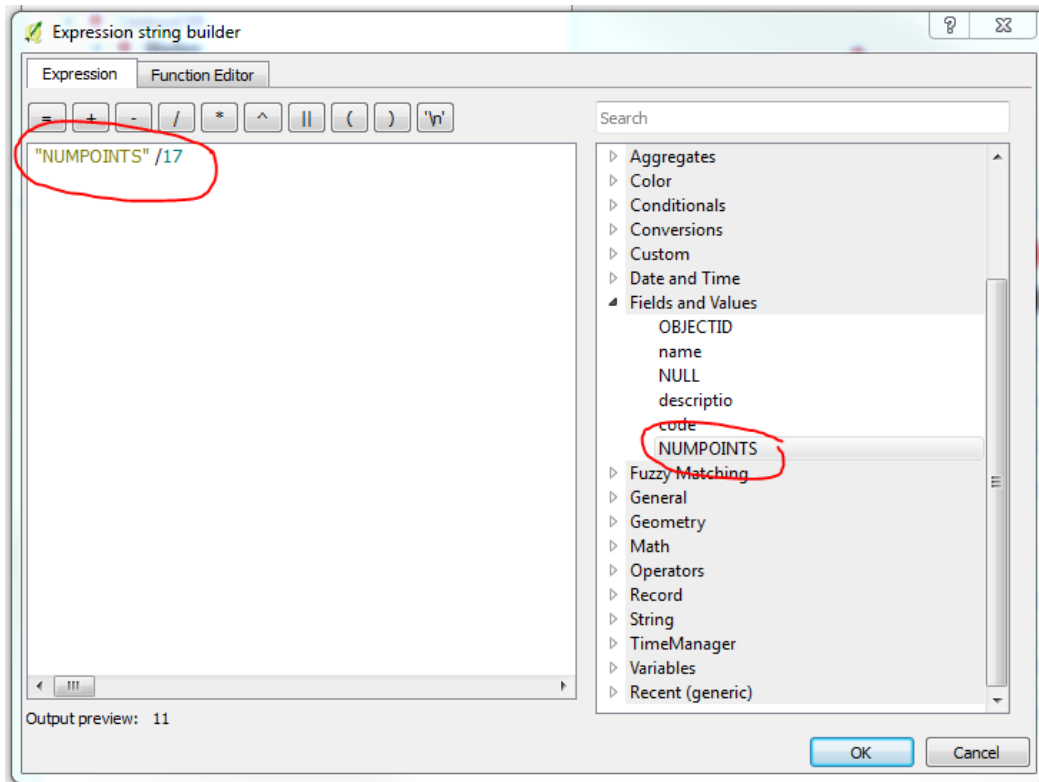 Expression string builder
Expression Function Editor
= + - / * ^ || ( ) '\n'
Search
"NUMPOINTS" /17
Aggregates
Color
Conditionals
Conversions
Custom
Date and Time
Fields and Values
OBJECTID
name
NULL
descriptio
code
NUMPOINTS
Fuzzy Matching
General
Geometry
Math
Operators
Record
String
TimeManager
Variables
Recent (generic)
Output preview: 11
OK Cancel